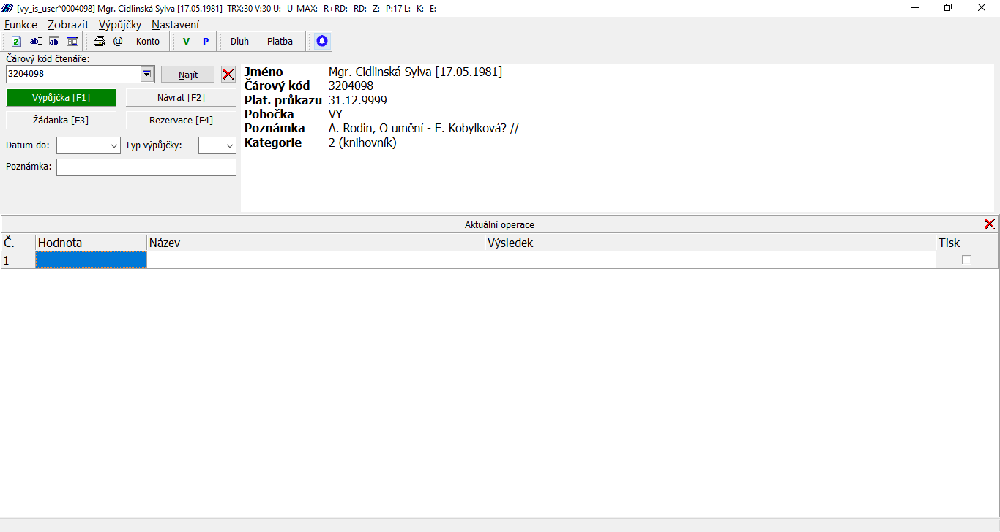 [vy_is_user*0004098] Mgr. Cidlinská Sylva [17.05.1981]  TRX:30 V:30 U:- U-MAX:- R+RD:- RD:- Z:- P:17 L:- K:- E:-
Funkce Zobrazit Výpůjčky Nastavení
abI ab @ Konto V P Dluh Platba
Čárový kód čtenáře:
3204098 Najít
Výpůjčka [F1] Návrat [F2]
Žádanka [F3] Rezervace [F4]
Datum do: Typ výpůjčky:
Poznámka:
Jméno Mgr. Cidlinská Sylva [17.05.1981]
Čárový kód 3204098
Plat. průkazu 31.12.9999
Pobočka VY
Poznámka A. Rodin, O umění - E. Kobylková? //
Kategorie 2 (knihovník)
Aktuální operace
Č. Hodnota Název Výsledek Tisk
1